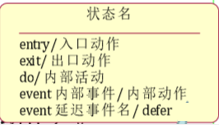 状态名
entry/入口动作
exit/出口动作
do/内部活动
event 内部事件/内部动作
event 延迟事件名/defer